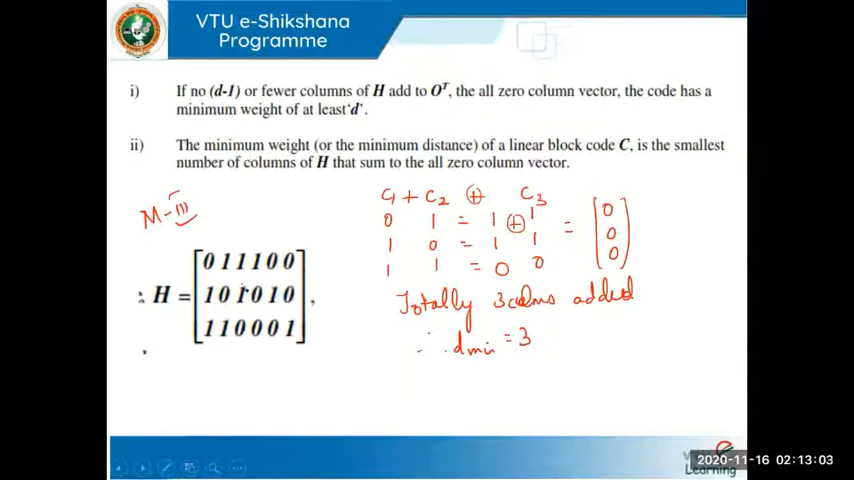 VTU e-Shikshana
Programme
i) If no (d-1) or fewer columns of H add to Oᵀ, the all zero column vector, the code has a
minimum weight of at least'd'.
ii) The minimum weight (or the minimum distance) of a linear block code C, is the smallest
number of columns of H that sum to the all zero column vector.
M-III
C1 + C2 ⊕ C3
0 1 = 1 ⊕ 1 = 0
1 0 = 1 1 0
1 1 = 0 0 0
Totally 3 added
∴ dmin = 3
0 1 1 1 0 0
∴ H = 1 0 1 0 1 0 ,
1 1 0 0 0 1
2020-11-16 02:13:03
Learning